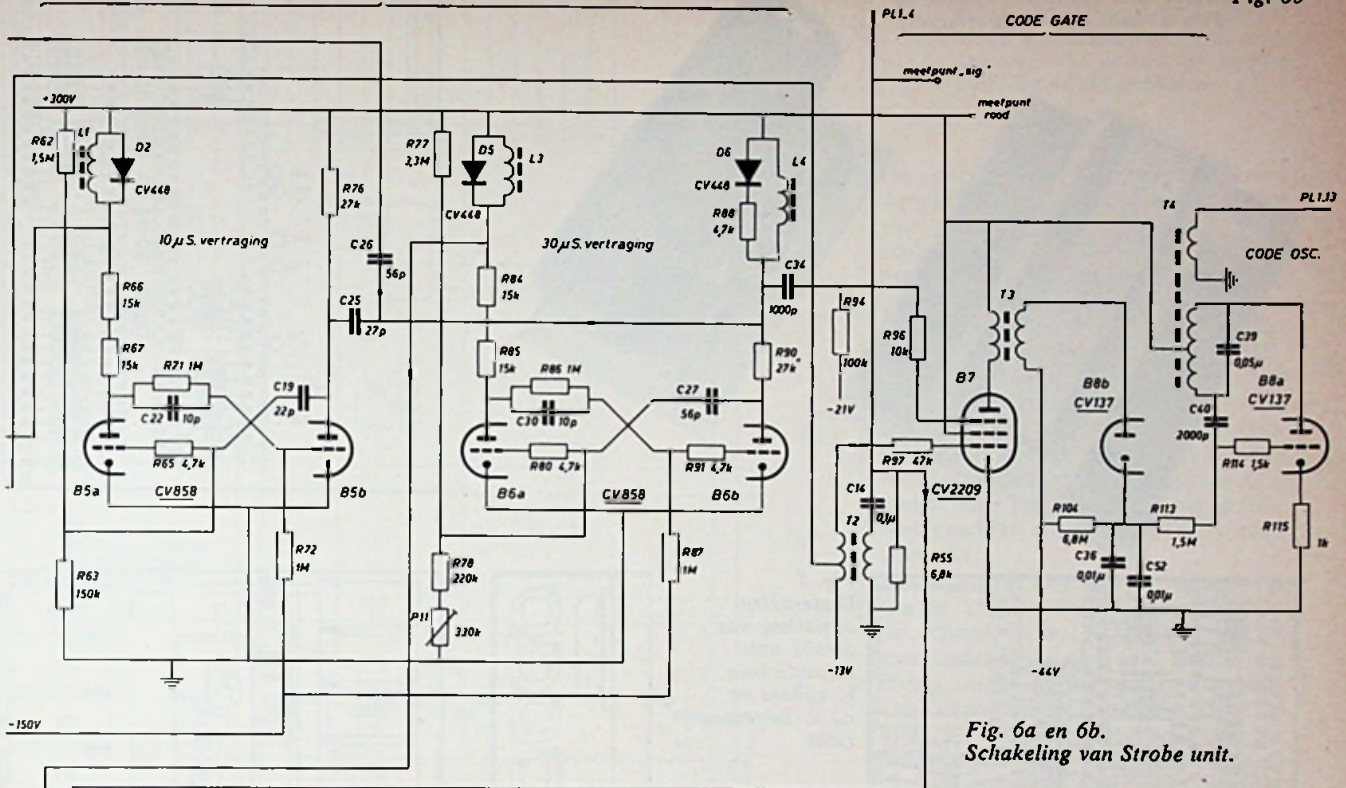 PL1_4
CODE GATE
meetpunt „sig"
meetpunt
rood
+300V
R62
1,5M
L1
D2
CV448
R76
27k
R77
3,3M
D5
L3
CV448
D6
L4
CV448
R88
4,7k
T4
PL1.13
CODE OSC.
10µS. vertraging
30µS. vertraging
C26
56p
C25
27p
R66
15k
R67
15k
R84
15k
R85
15k
C34
1000p
R94
100k
-21V
R96
10k
T3
C39
0,05µ
R90
27k
R71 1M
C22
10p
C19
22p
R86 1M
C30
10p
C27
56p
B7
B8b
CV137
B8a
CV137
C40
2000p
R65 4,7k
R80 4,7k
R91 4,7k
R97 47k
R114 1,5k
B5a
CV858
B5b
B6a
CV858
B6b
CV2209
C14
0,1µ
R104
6,8M
R113
1,5M
R115
1k
R72
1M
R87
1M
T2
R55
6,8k
C36
0,01µ
C52
0,01µ
R63
150k
R78
220k
P11
330k
-13V
-44V
-150V
Fig. 6a en 6b.
Schakeling van Strobe unit.